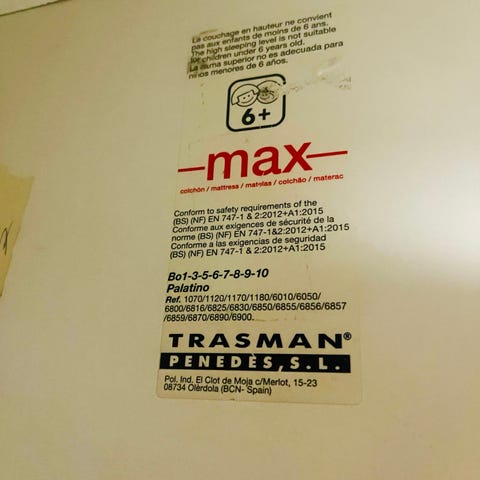 Le couchage en hauteur ne convient
pas aux enfants de moins de 6 ans.
The high sleeping level is not suitable
for children under 6 years old.
La cama superior no es adecuada para
niños menores de 6 años.
6+
max
colchón / mattress / matelas / colchão / materac
Conform to safety requirements of the
(BS) (NF) EN 747-1 & 2:2012+A1:2015
Conforme aux exigences de sécurité de la
norme (BS) (NF) EN 747-1&2:2012+A1:2015
Conforme a las exigencias de seguridad
(BS) (NF) EN 747-1 & 2:2012+A1:2015
Bo1-3-5-6-7-8-9-10
Palatino
Ref. 1070/1120/1170/1180/6010/6050/
6800/6816/6825/6830/6850/6855/6856/6857
/6859/6870/6890/6900.
TRASMAN®
PENEDÈS, S.L.
Pol. Ind. El Clot de Moja c/Merlot, 15-23
08734 Olèrdola (BCN- Spain)